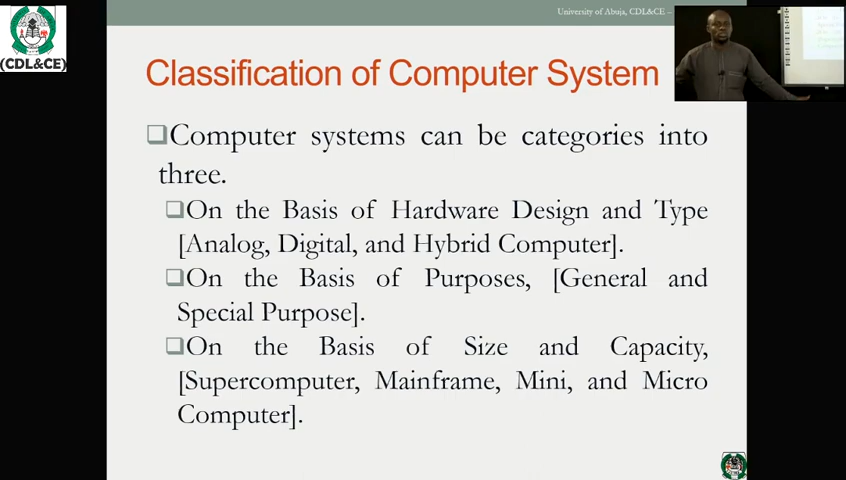 University of Abuja, CDL&CE –
(CDL&CE)
Classification of Computer System
Computer systems can be categories into
three.
On the Basis of Hardware Design and Type
[Analog, Digital, and Hybrid Computer].
On the Basis of Purposes, [General and
Special Purpose].
On the Basis of Size and Capacity,
[Supercomputer, Mainframe, Mini, and Micro
Computer].